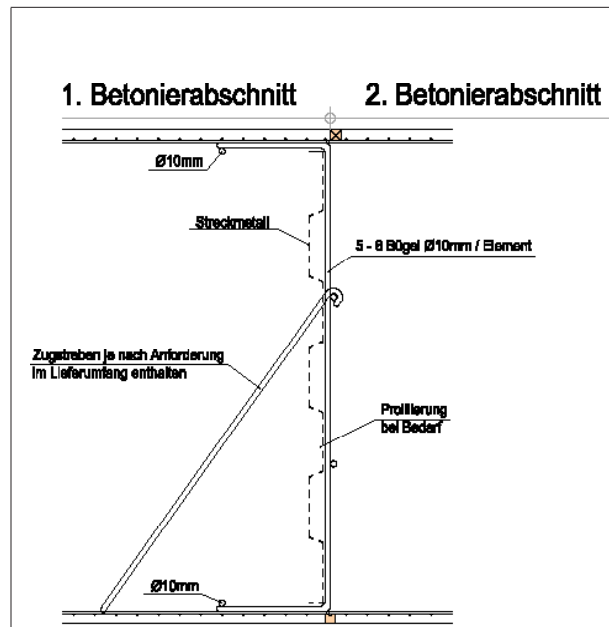 1. Betonierabschnitt
2. Betonierabschnitt
Ø10mm
Streckmetall
5 - 6 Bügel Ø10mm / Element
Zugstreben je nach Anforderung
im Lieferumfang enthalten
Profilierung
bei Bedarf
Ø10mm